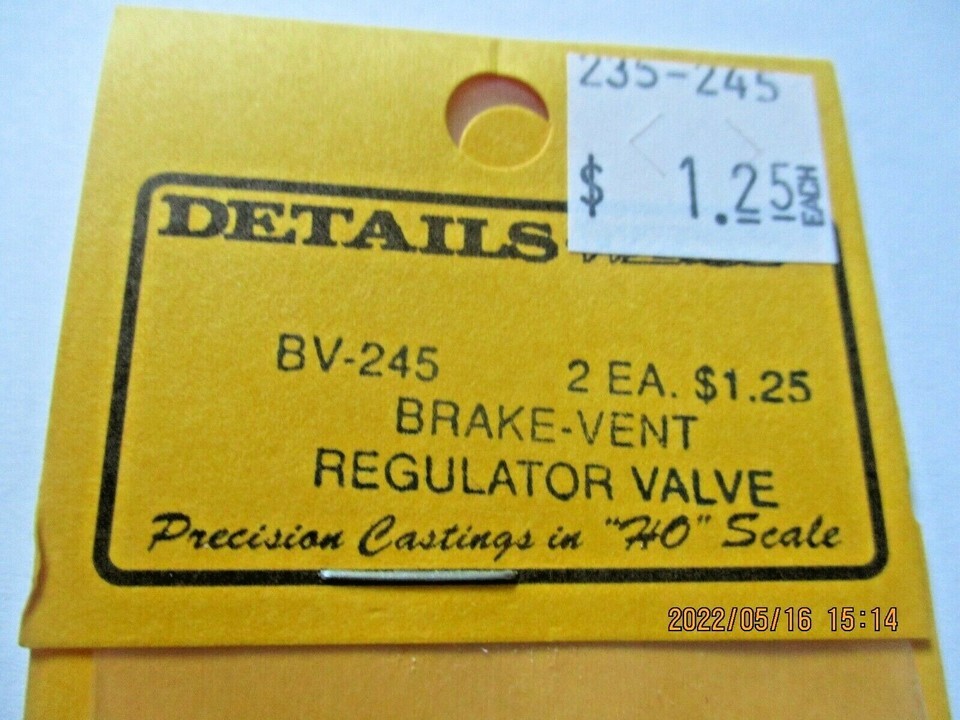 235-245
$ 1.25 EACH
DETAILS
BV-245 2 EA. $1.25
BRAKE-VENT
REGULATOR VALVE
Precision Castings in "HO" Scale
2022/05/16 15:14